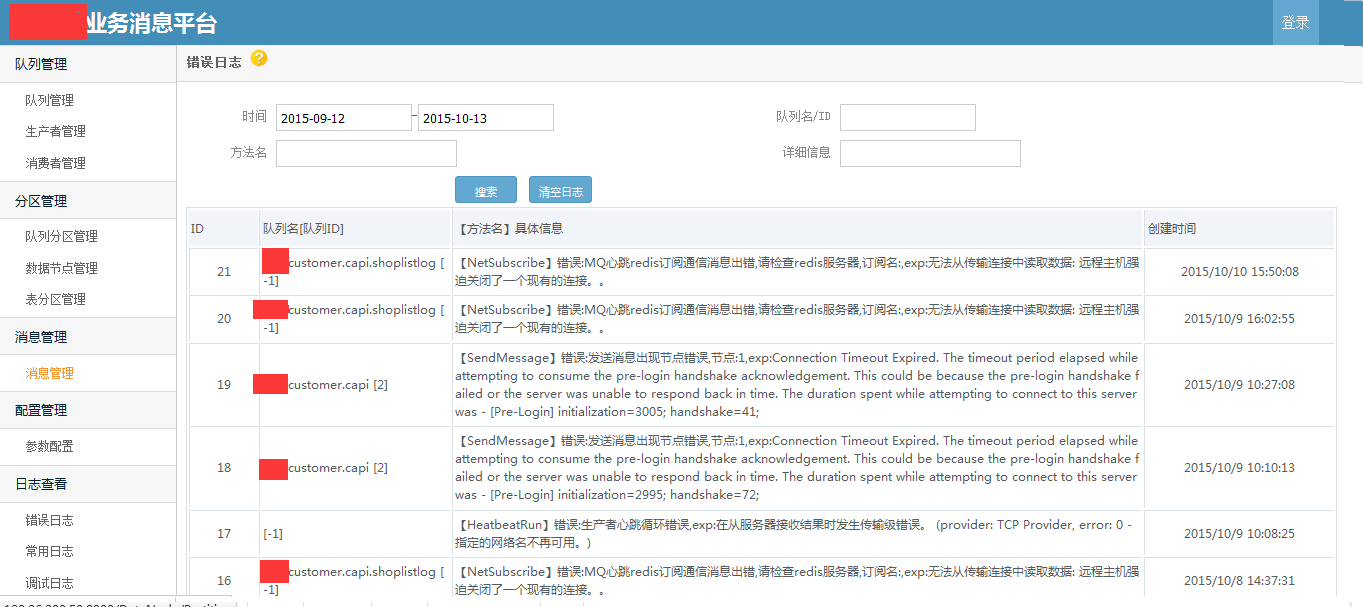 业务消息平台
登录
队列管理
队列管理
生产者管理
消费者管理
分区管理
队列分区管理
数据节点管理
表分区管理
消息管理
消息管理
配置管理
参数配置
日志查看
错误日志
常用日志
调试日志
错误日志 ?
时间 2015-09-12 - 2015-10-13 队列名/ID
方法名 详细信息
搜索 清空日志
ID 队列名[队列ID] 【方法名】具体信息 创建时间
21
customer.capi.shoplistlog [
-1]
【NetSubscribe】错误:MQ心跳redis订阅通信消息出错,请检查redis服务器,订阅名:,exp:无法从传输连接中读取数据: 远程主机强
迫关闭了一个现有的连接。。
2015/10/10 15:50:08
20
customer.capi.shoplistlog [
-1]
【NetSubscribe】错误:MQ心跳redis订阅通信消息出错,请检查redis服务器,订阅名:,exp:无法从传输连接中读取数据: 远程主机强
迫关闭了一个现有的连接。。
2015/10/9 16:02:55
19
customer.capi [2]
【SendMessage】错误:发送消息出现节点错误,节点:1,exp:Connection Timeout Expired. The timeout period elapsed while
attempting to consume the pre-login handshake acknowledgement. This could be because the pre-login handshake f
ailed or the server was unable to respond back in time. The duration spent while attempting to connect to this server
was - [Pre-Login] initialization=3005; handshake=41;
2015/10/9 10:27:08
18
customer.capi [2]
【SendMessage】错误:发送消息出现节点错误,节点:1,exp:Connection Timeout Expired. The timeout period elapsed while
attempting to consume the pre-login handshake acknowledgement. This could be because the pre-login handshake f
ailed or the server was unable to respond back in time. The duration spent while attempting to connect to this server
was - [Pre-Login] initialization=2995; handshake=72;
2015/10/9 10:10:13
17
[-1]
【HeatbeatRun】错误:生产者心跳循环错误,exp:在从服务器接收结果时发生传输级错误。 (provider: TCP Provider, error: 0 -
指定的网络名不再可用。)
2015/10/9 10:08:25
16
customer.capi.shoplistlog [
-1]
【NetSubscribe】错误:MQ心跳redis订阅通信消息出错,请检查redis服务器,订阅名:,exp:无法从传输连接中读取数据: 远程主机强
迫关闭了一个现有的连接。。
2015/10/8 14:37:31